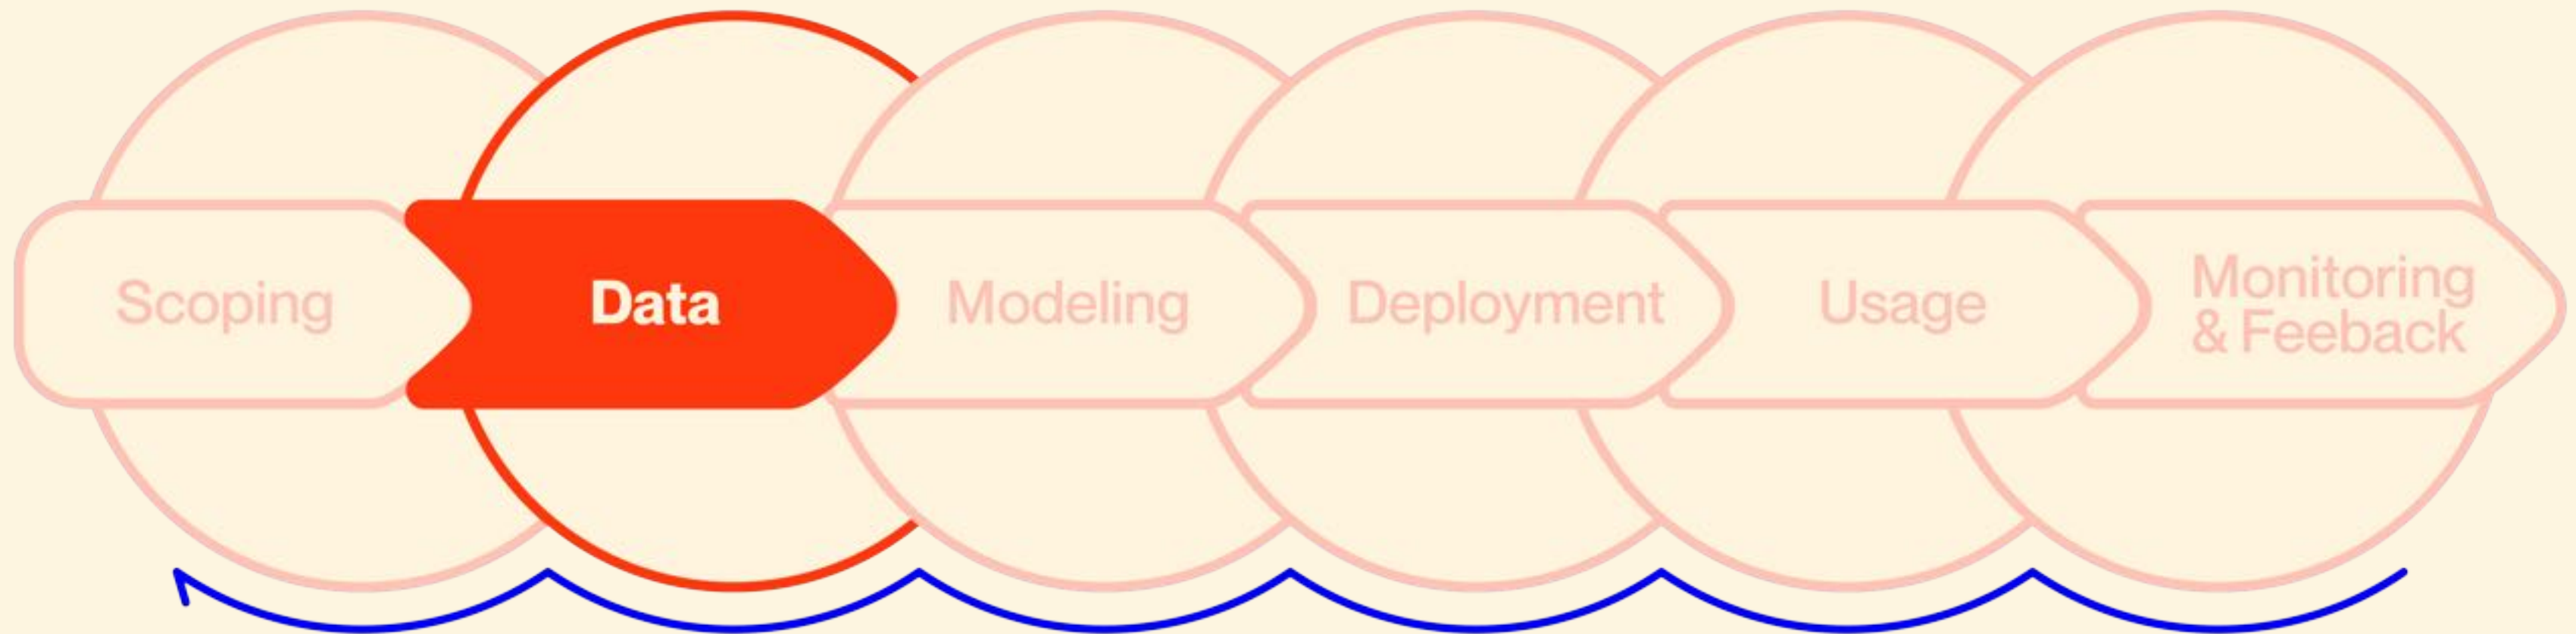 Scoping
Data
Modeling
Deployment
Usage
Monitoring
& Feeback